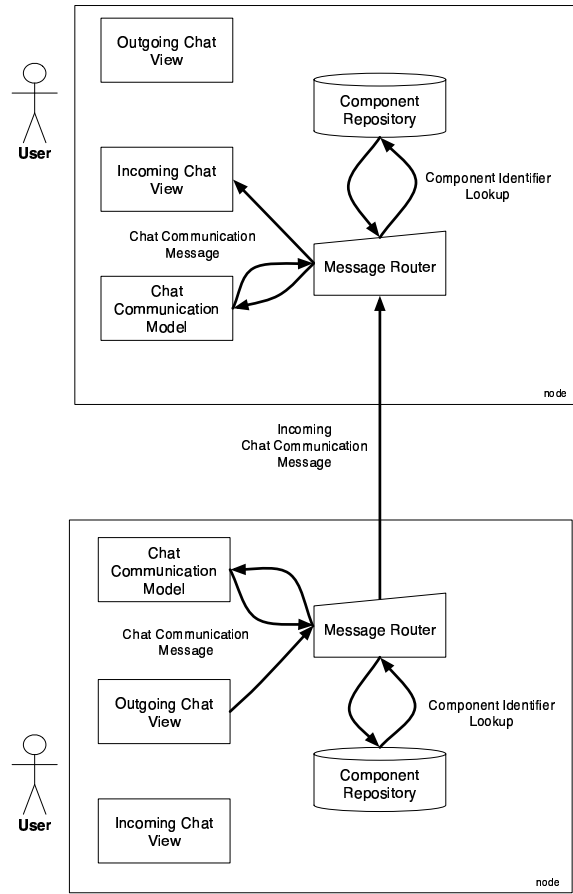 Outgoing Chat
View
Component
Repository
User
Incoming Chat
View
Component Identifier
Lookup
Chat Communication
Message
Message Router
Chat
Communication
Model
node
Incoming
Chat Communication
Message
Chat
Communication
Model
Message Router
Chat Communication
Message
Outgoing Chat
View
Component Identifier
Lookup
Component
Repository
User
Incoming Chat
View
node